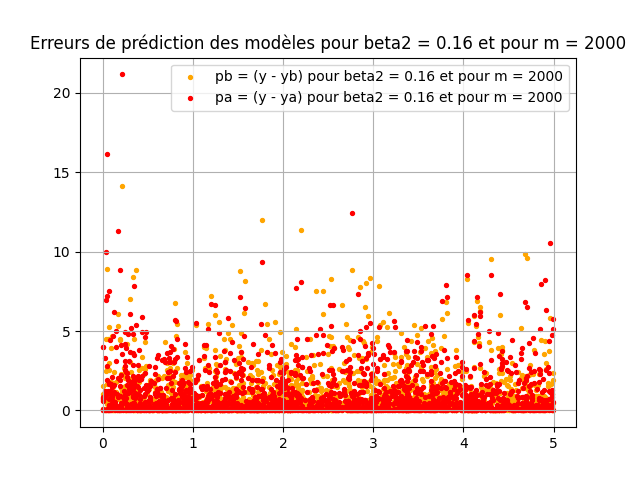 Erreurs de prédiction des modèles pour beta2 = 0.16 et pour m = 2000
pb = (y - yb) pour beta2 = 0.16 et pour m = 2000
pa = (y - ya) pour beta2 = 0.16 et pour m = 2000
20
15
10
5
0
0 1 2 3 4 5